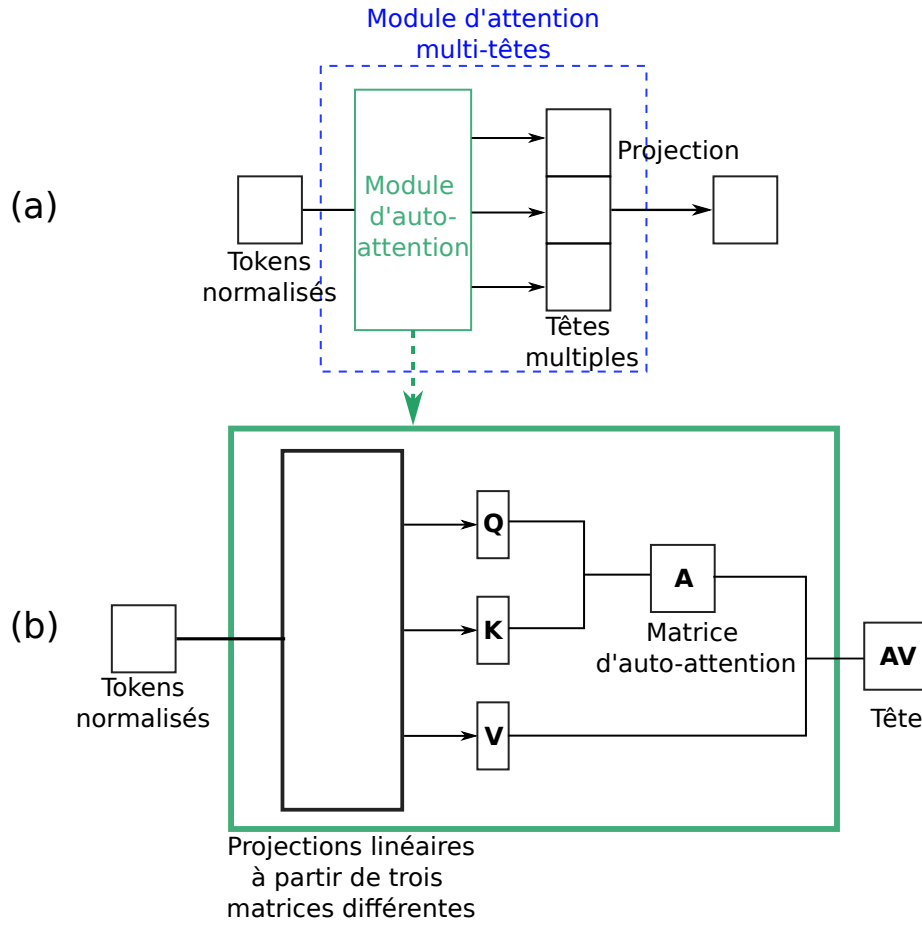 Module d'attention
multi-têtes
(a)
Module
d'auto-
attention
Projection
Tokens
normalisés
Têtes
multiples
(b)
Q
K
V
A
Matrice
d'auto-attention
AV
Tête
Tokens
normalisés
Projections linéaires
à partir de trois
matrices différentes